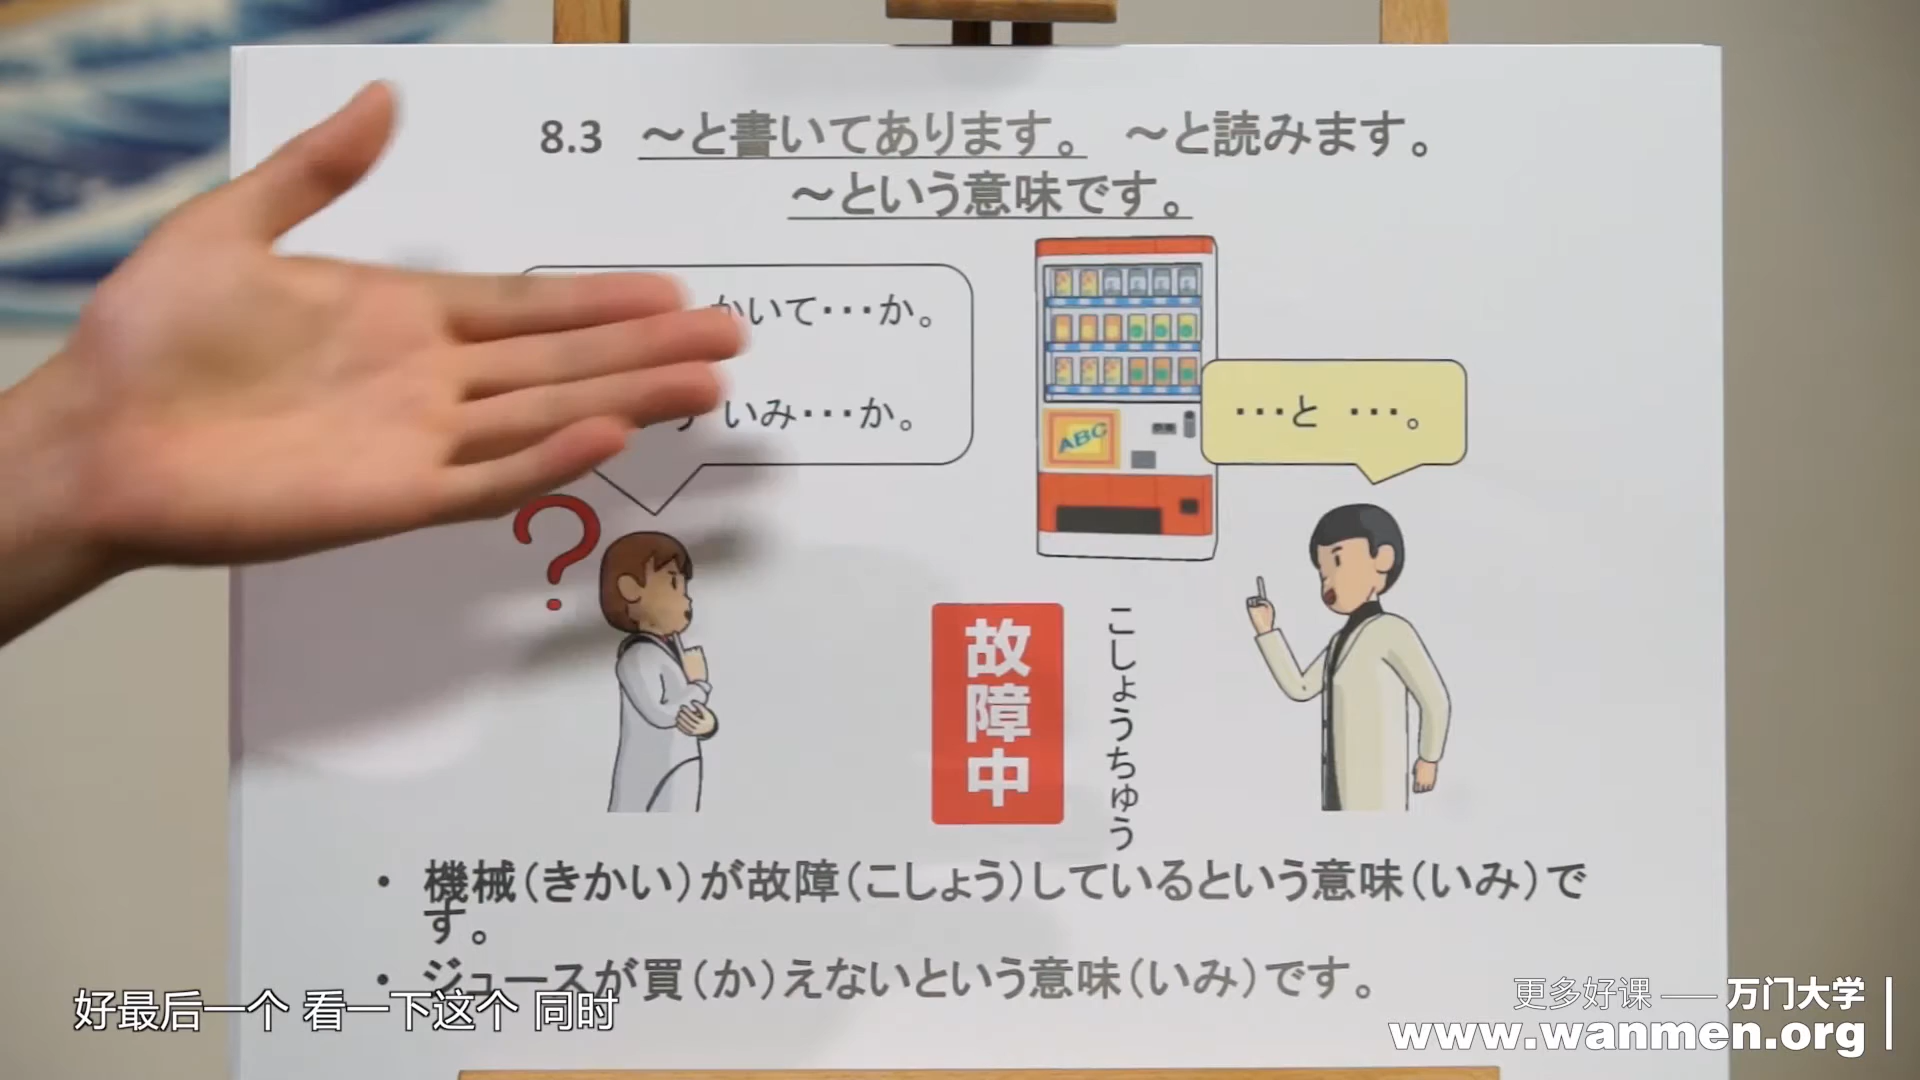 8.3 ～と書いてあります。 ～と読みます。
～という意味です。
かいて・・・か。
いみ・・・か。
ABC
・・・と ・・・。
故障中
こしょうちゅう
・ 機械（きかい）が故障（こしょう）しているという意味（いみ）で
す。
・ ジュースが買（か）えないという意味（いみ）です。
好最后一个 看一下这个 同时
更多好课 —— 万门大学
www.wanmen.org